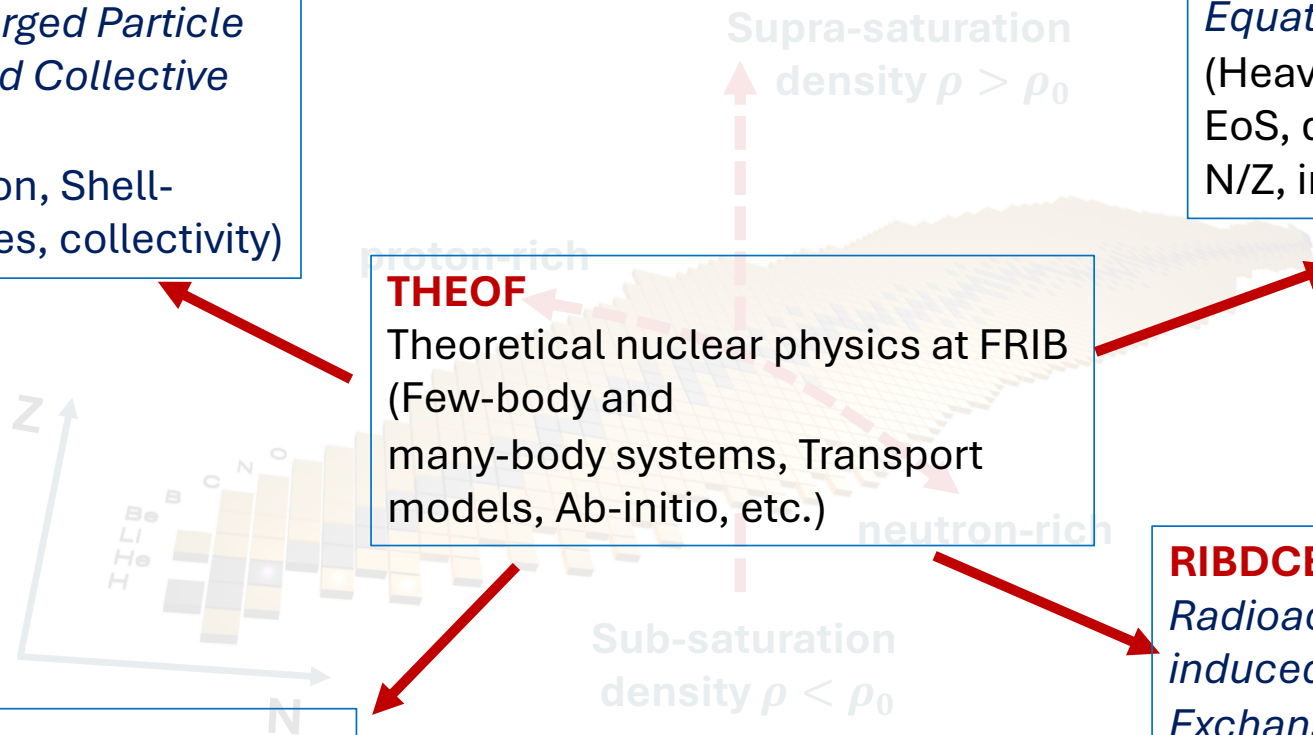 rged Particle
d Collective
on, Shell-
es, collectivity)
Supra-saturation
density ρ > ρ₀
Equat
(Heav
EoS, c
N/Z, i
proton-rich
THEOF
Theoretical nuclear physics at FRIB
(Few-body and
many-body systems, Transport
models, Ab-initio, etc.)
neutron-rich
Z
O
N
C
B
Be
Li
He
H
N
Sub-saturation
density ρ < ρ₀
RIBDCE
Radioac
induced
Exchan